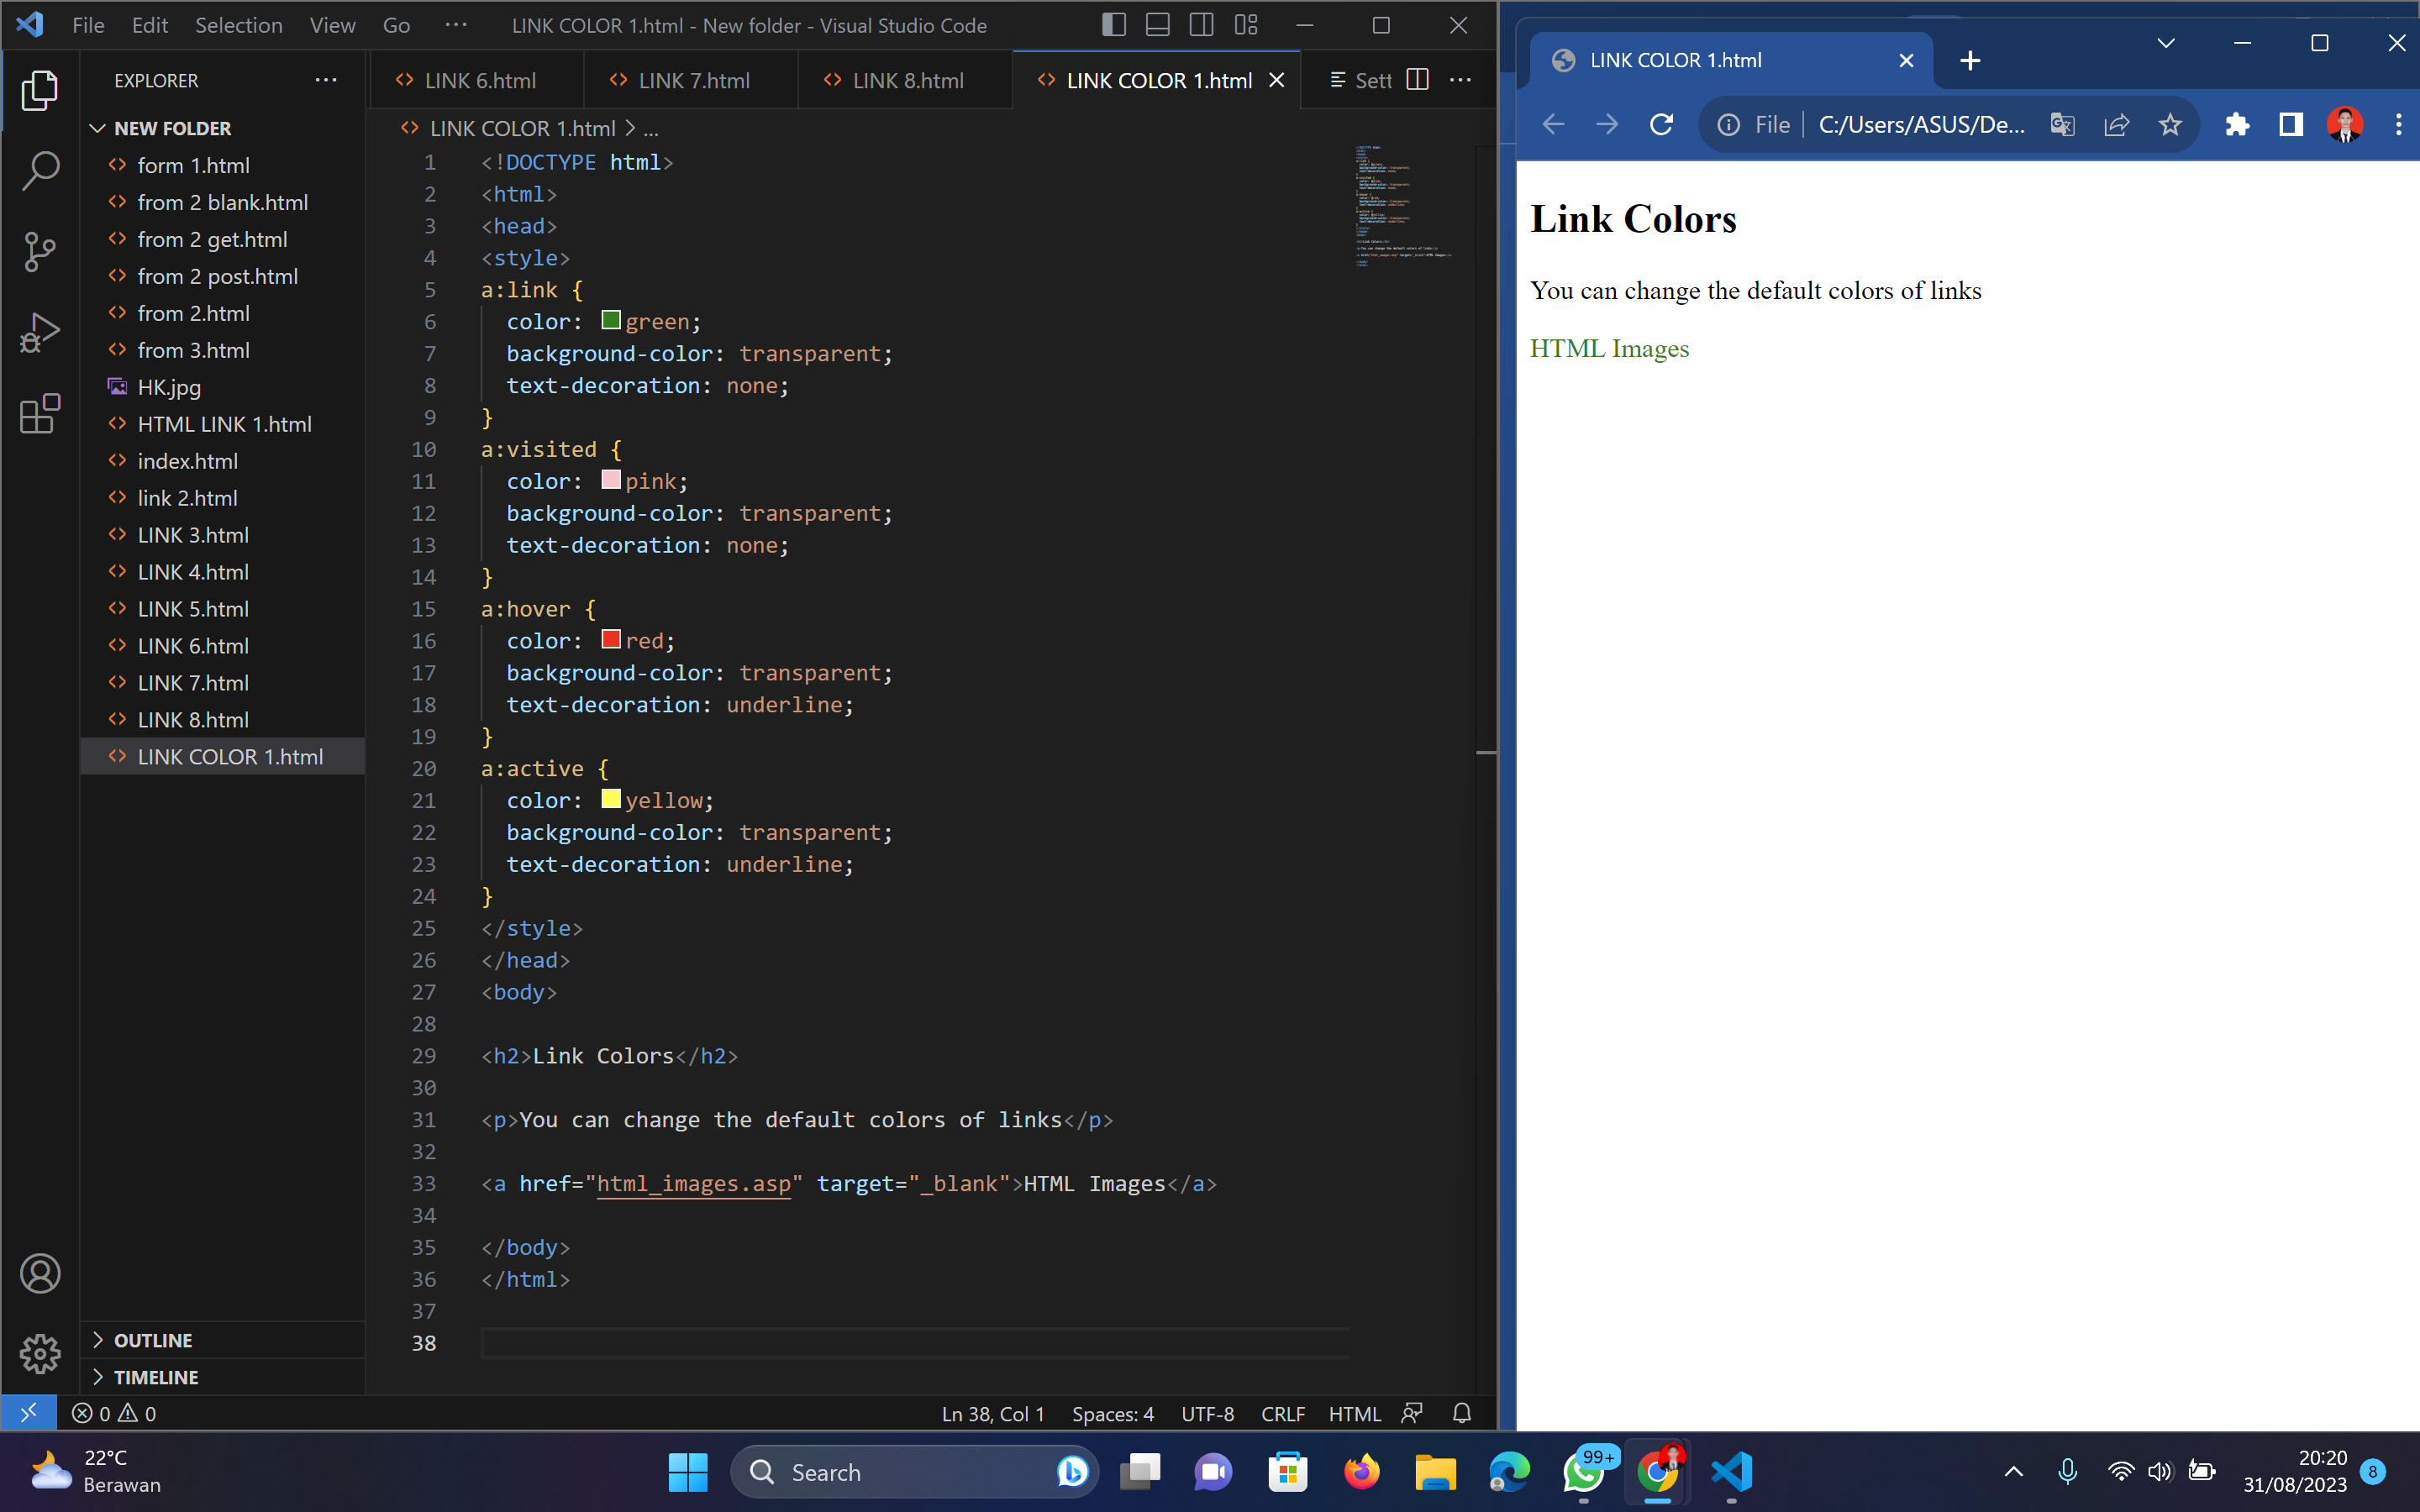 File Edit Selection View Go ··· LINK COLOR 1.html - New folder - Visual Studio Code
EXPLORER ···
NEW FOLDER
form 1.html
from 2 blank.html
from 2 get.html
from 2 post.html
from 2.html
from 3.html
HK.jpg
HTML LINK 1.html
index.html
link 2.html
LINK 3.html
LINK 4.html
LINK 5.html
LINK 6.html
LINK 7.html
LINK 8.html
LINK COLOR 1.html
OUTLINE
TIMELINE
LINK 6.html LINK 7.html LINK 8.html LINK COLOR 1.html Sett ···
LINK COLOR 1.html > ...
1 <!DOCTYPE html>
2 <html>
3 <head>
4 <style>
5 a:link {
6 color: green;
7 background-color: transparent;
8 text-decoration: none;
9 }
10 a:visited {
11 color: pink;
12 background-color: transparent;
13 text-decoration: none;
14 }
15 a:hover {
16 color: red;
17 background-color: transparent;
18 text-decoration: underline;
19 }
20 a:active {
21 color: yellow;
22 background-color: transparent;
23 text-decoration: underline;
24 }
25 </style>
26 </head>
27 <body>
28
29 <h2>Link Colors</h2>
30
31 <p>You can change the default colors of links</p>
32
33 <a href="html_images.asp" target="_blank">HTML Images</a>
34
35 </body>
36 </html>
37
38
0 0 Ln 38, Col 1 Spaces: 4 UTF-8 CRLF HTML
LINK COLOR 1.html
File C:/Users/ASUS/De...
Link Colors
You can change the default colors of links
HTML Images
22°C
Berawan
Search
99+
20:20
31/08/2023
8